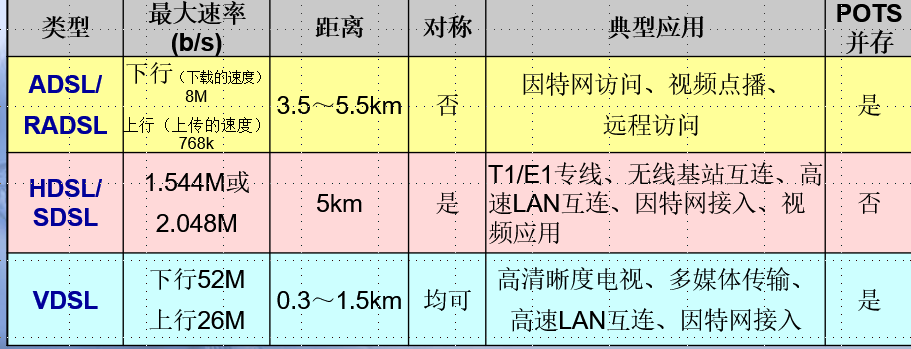 类型
最大速率
(b/s)
距离
对称
典型应用
POTS
并存
ADSL/
RADSL
下行（下载的速度）
8M
上行（上传的速度）
768k
3.5～5.5km
否
因特网访问、视频点播、
远程访问
是
HDSL/
SDSL
1.544M或
2.048M
5km
是
T1/E1专线、无线基站互连、高
速LAN互连、因特网接入、视
频应用
否
VDSL
下行52M
上行26M
0.3～1.5km
均可
高清晰度电视、多媒体传输、
高速LAN互连、因特网接入
是